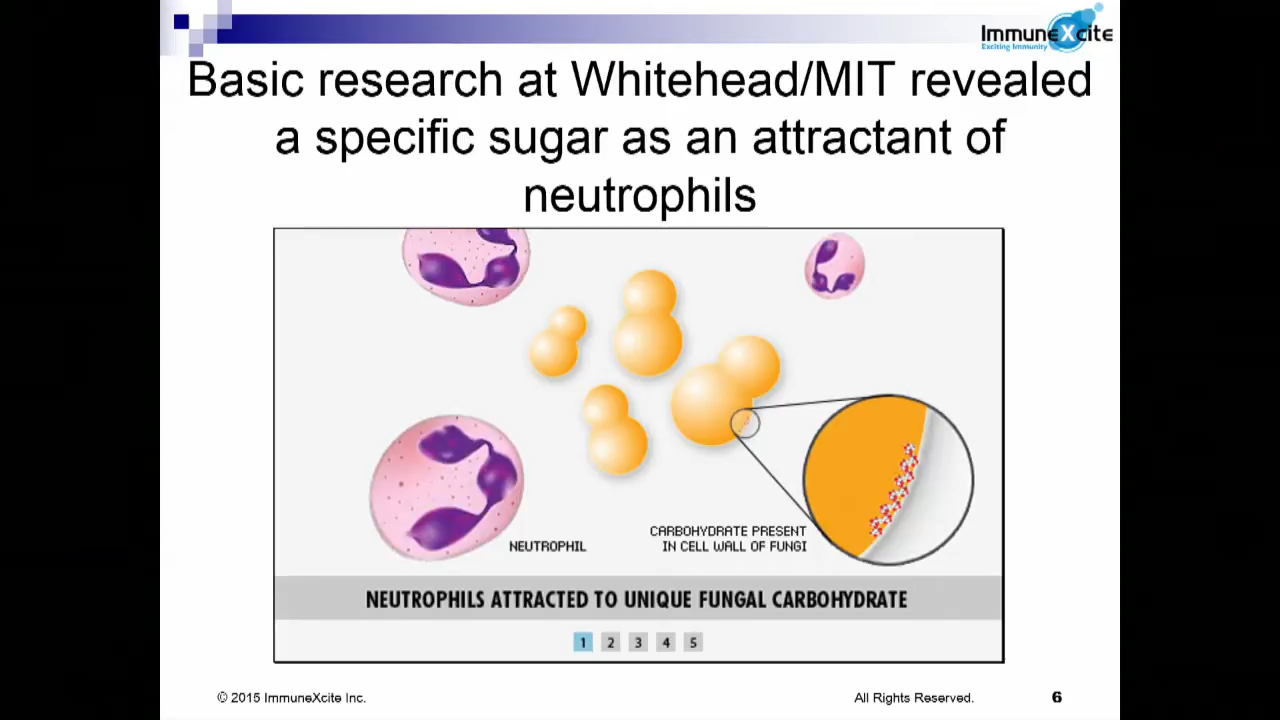 ImmuneXcite
Exciting Immunity
Basic research at Whitehead/MIT revealed
a specific sugar as an attractant of
neutrophils
NEUTROPHIL
CARBOHYDRATE PRESENT
IN CELL WALL OF FUNGI
NEUTROPHILS ATTRACTED TO UNIQUE FUNGAL CARBOHYDRATE
1 2 3 4 5
© 2015 ImmuneXcite Inc. All Rights Reserved. 6